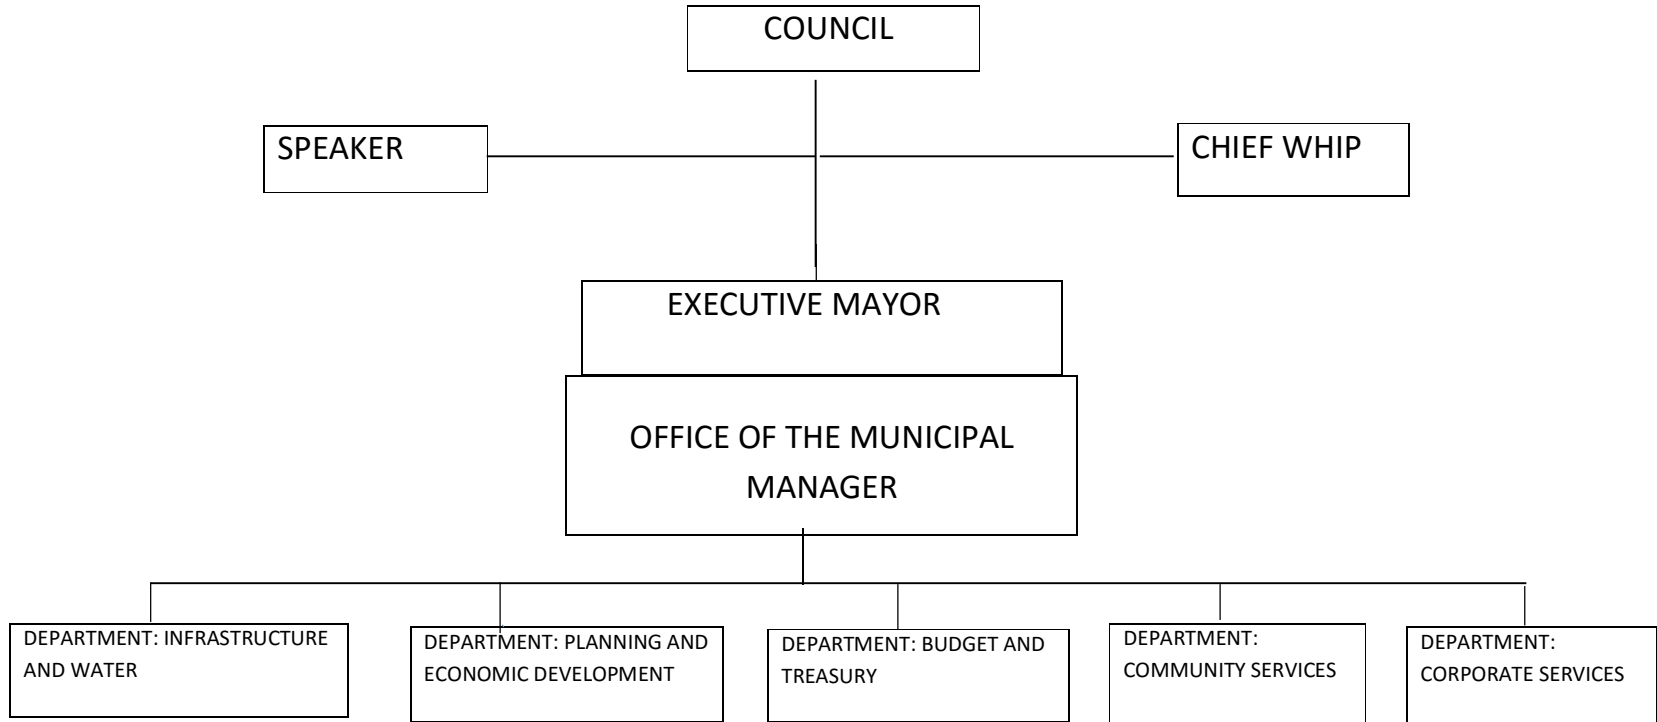 COUNCIL
SPEAKER
CHIEF WHIP
EXECUTIVE MAYOR
OFFICE OF THE MUNICIPAL
MANAGER
DEPARTMENT: INFRASTRUCTURE
AND WATER
DEPARTMENT: PLANNING AND
ECONOMIC DEVELOPMENT
DEPARTMENT: BUDGET AND
TREASURY
DEPARTMENT:
COMMUNITY SERVICES
DEPARTMENT:
CORPORATE SERVICES